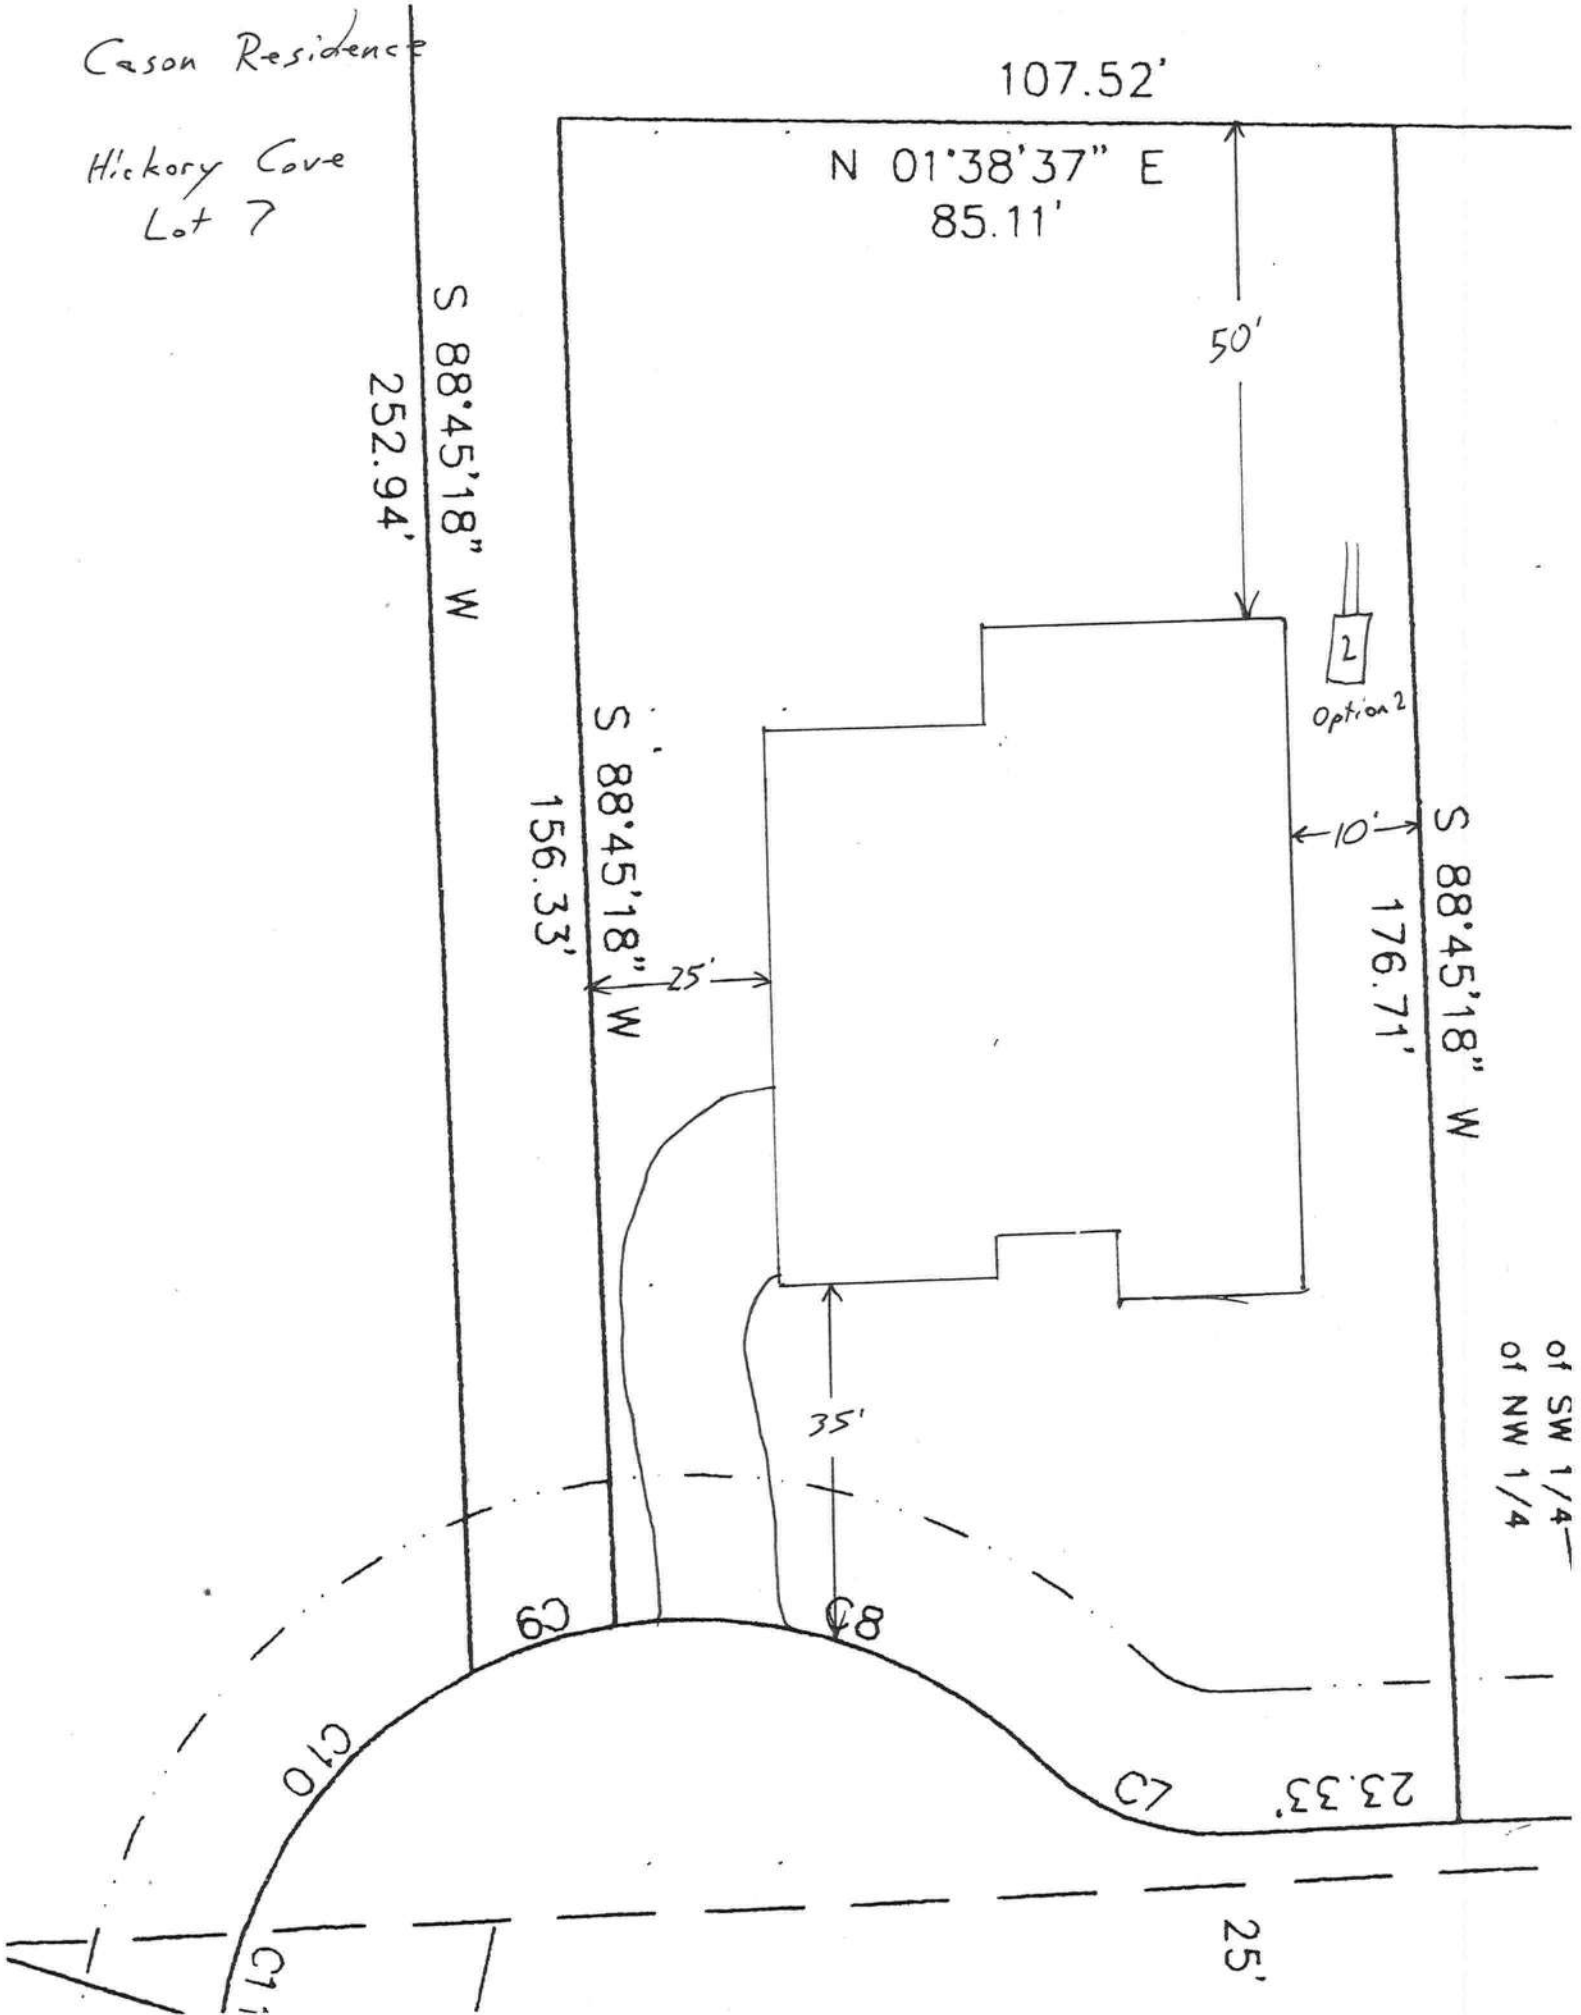 Cason Residence
Hickory Cove
Lot 7
107.52'
N 01°38'37" E
85.11'
50'
S 88°45'18" W
252.94'
2
Option 2
S 88°45'18" W
156.33'
10'
S 88°45'18" W
176.71'
25'
of SW 1/4
of NW 1/4
35'
C9
C8
C10
C7
23.33'
25'